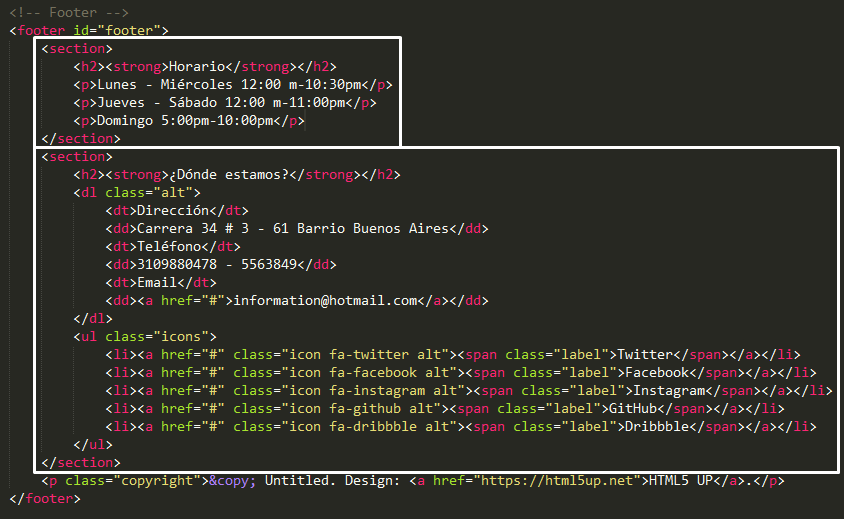 <!-- Footer -->
<footer id="footer">
<section>
<h2><strong>Horario</strong></h2>
<p>Lunes - Miércoles 12:00 m-10:30pm</p>
<p>Jueves - Sábado 12:00 m-11:00pm</p>
<p>Domingo 5:00pm-10:00pm</p>
</section>
<section>
<h2><strong>¿Dónde estamos?</strong></h2>
<dl class="alt">
<dt>Dirección</dt>
<dd>Carrera 34 # 3 - 61 Barrio Buenos Aires</dd>
<dt>Teléfono</dt>
<dd>3109880478 - 5563849</dd>
<dt>Email</dt>
<dd><a href="#">information@hotmail.com</a></dd>
</dl>
<ul class="icons">
<li><a href="#" class="icon fa-twitter alt"><span class="label">Twitter</span></a></li>
<li><a href="#" class="icon fa-facebook alt"><span class="label">Facebook</span></a></li>
<li><a href="#" class="icon fa-instagram alt"><span class="label">Instagram</span></a></li>
<li><a href="#" class="icon fa-github alt"><span class="label">GitHub</span></a></li>
<li><a href="#" class="icon fa-dribbble alt"><span class="label">Dribbble</span></a></li>
</ul>
</section>
<p class="copyright">&copy; Untitled. Design: <a href="https://html5up.net">HTML5 UP</a>.</p>
</footer>